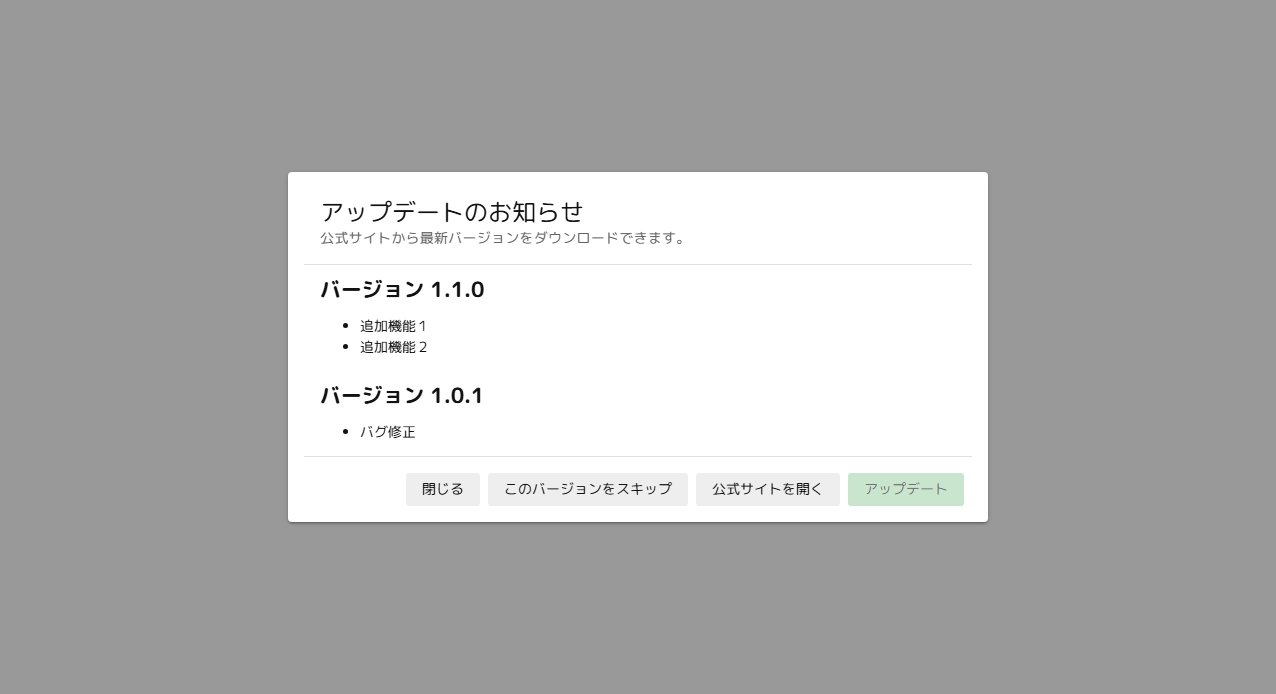 アップデートのお知らせ
公式サイトから最新バージョンをダウンロードできます。
バージョン 1.1.0
• 追加機能１
• 追加機能２
バージョン 1.0.1
• バグ修正
閉じる
このバージョンをスキップ
公式サイトを開く
アップデート